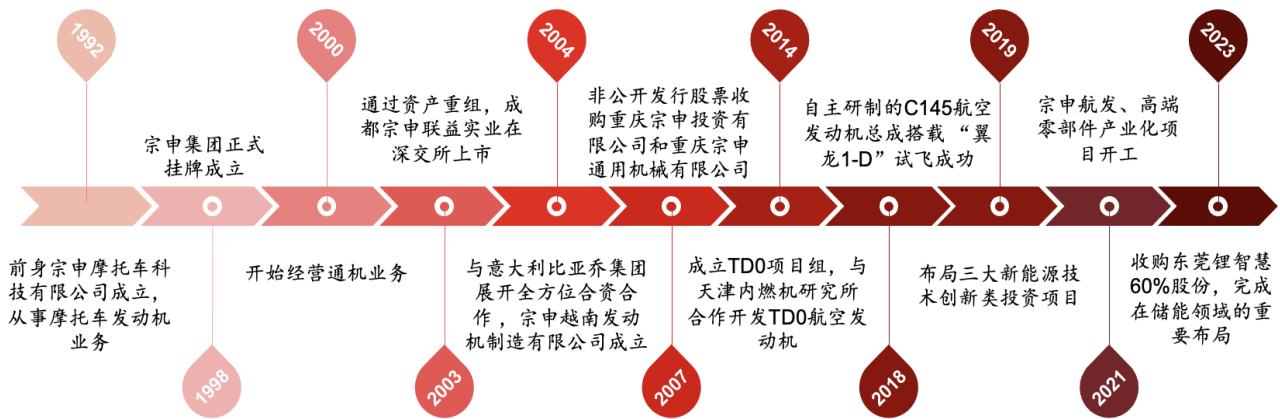 1992
2000
2004
2014
2019
2023
宗申集团正式
挂牌成立
通过资产重组，成
都宗申联益实业在
深交所上市
非公开发行股票收
购重庆宗申投资有
限公司和重庆宗申
通用机械有限公司
自主研制的C145航空
发动机总成搭载“翼
龙1-D”试飞成功
宗申航发、高端
零部件产业化项
目开工
前身宗申摩托车科
技有限公司成立，
从事摩托车发动机
业务
开始经营通机业务
与意大利比亚乔集团
展开全方位合资合
作，宗申越南发动
机制造有限公司成立
成立TD0项目组，与
天津内燃机研究所
合作开发TD0航空发
动机
布局三大新能源技
术创新类投资项目
收购东莞锂智慧
60%股份，完成
在储能领域的重
要布局
1998
2003
2007
2018
2021